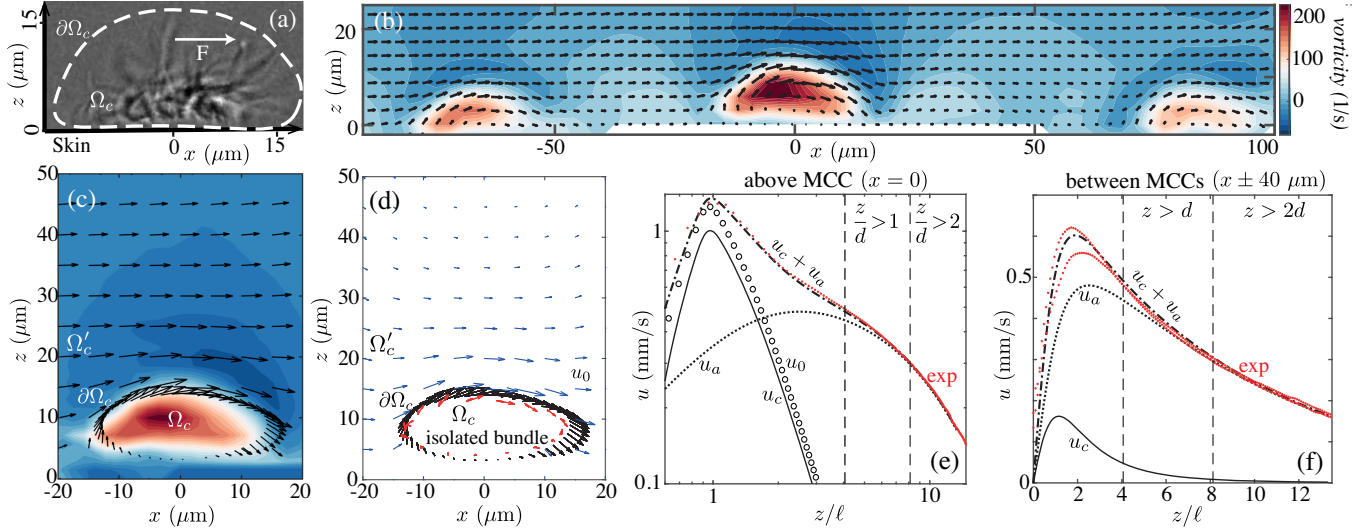 (a)
15
∂Ω_c
F
z (μm)
Ω_c
0
Skin
0
15
x (μm)
(b)
20
z (μm)
0
-50
0
50
100
x (μm)
200
100
0
vorticity (1/s)
(c)
50
40
30
20
10
0
z (μm)
Ω_c′
∂Ω_c
Ω_c
-20
-10
0
10
20
x (μm)
(d)
50
40
30
20
10
0
z (μm)
Ω_c′
u_0
∂Ω_c
Ω_c
isolated bundle
-20
-10
0
10
20
x (μm)
above MCC (x = 0)
z/d >1
z/d >2
1
u_c + u_a
u (mm/s)
u_a
u_0
u_c
exp
0.1
(e)
1
10
z/ℓ
between MCCs (x ± 40 μm)
z > d
z > 2d
0.5
u_c + u_a
u_a
u (mm/s)
exp
u_c
0
(f)
0
2
4
6
8
10
12
z/ℓ